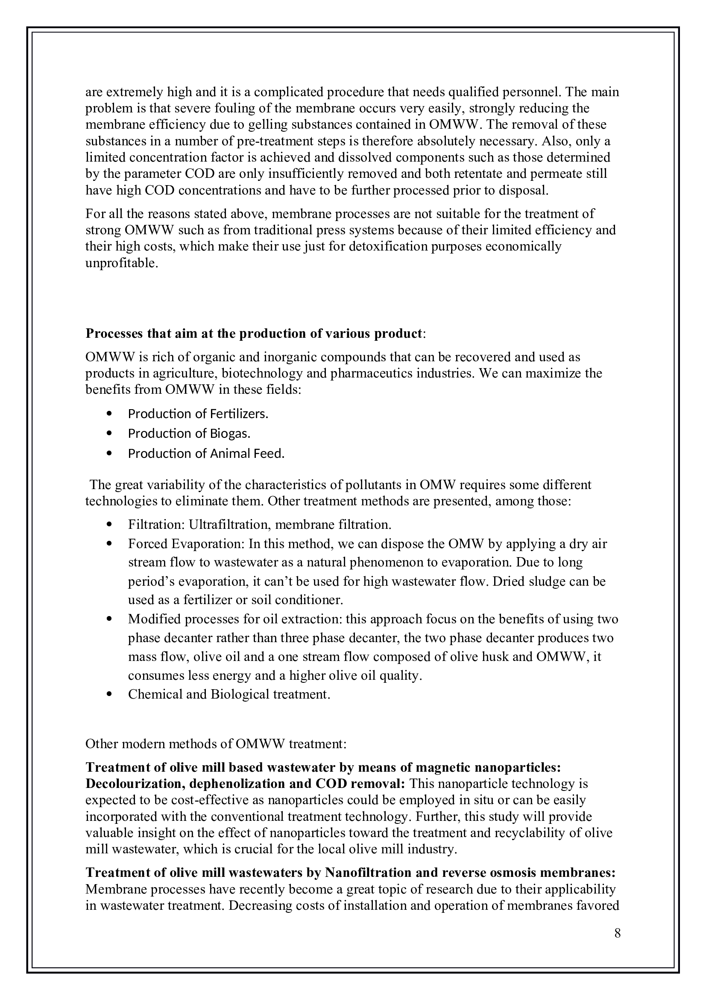 are extremely high and it is a complicated procedure that needs qualified personnel. The main
problem is that severe fouling of the membrane occurs very easily, strongly reducing the
membrane efficiency due to gelling substances contained in OMWW. The removal of these
substances in a number of pre-treatment steps is therefore absolutely necessary. Also, only a
limited concentration factor is achieved and dissolved components such as those determined
by the parameter COD are only insufficiently removed and both retentate and permeate still
have high COD concentrations and have to be further processed prior to disposal.
For all the reasons stated above, membrane processes are not suitable for the treatment of
strong OMWW such as from traditional press systems because of their limited efficiency and
their high costs, which make their use just for detoxification purposes economically
unprofitable.
Processes that aim at the production of various product:
OMWW is rich of organic and inorganic compounds that can be recovered and used as
products in agriculture, biotechnology and pharmaceutics industries. We can maximize the
benefits from OMWW in these fields:
• Production of Fertilizers.
• Production of Biogas.
• Production of Animal Feed.
The great variability of the characteristics of pollutants in OMW requires some different
technologies to eliminate them. Other treatment methods are presented, among those:
• Filtration: Ultrafiltration, membrane filtration.
• Forced Evaporation: In this method, we can dispose the OMW by applying a dry air
stream flow to wastewater as a natural phenomenon to evaporation. Due to long
period’s evaporation, it can’t be used for high wastewater flow. Dried sludge can be
used as a fertilizer or soil conditioner.
• Modified processes for oil extraction: this approach focus on the benefits of using two
phase decanter rather than three phase decanter, the two phase decanter produces two
mass flow, olive oil and a one stream flow composed of olive husk and OMWW, it
consumes less energy and a higher olive oil quality.
• Chemical and Biological treatment.
Other modern methods of OMWW treatment:
Treatment of olive mill based wastewater by means of magnetic nanoparticles:
Decolourization, dephenolization and COD removal: This nanoparticle technology is
expected to be cost-effective as nanoparticles could be employed in situ or can be easily
incorporated with the conventional treatment technology. Further, this study will provide
valuable insight on the effect of nanoparticles toward the treatment and recyclability of olive
mill wastewater, which is crucial for the local olive mill industry.
Treatment of olive mill wastewaters by Nanofiltration and reverse osmosis membranes:
Membrane processes have recently become a great topic of research due to their applicability
in wastewater treatment. Decreasing costs of installation and operation of membranes favored
8